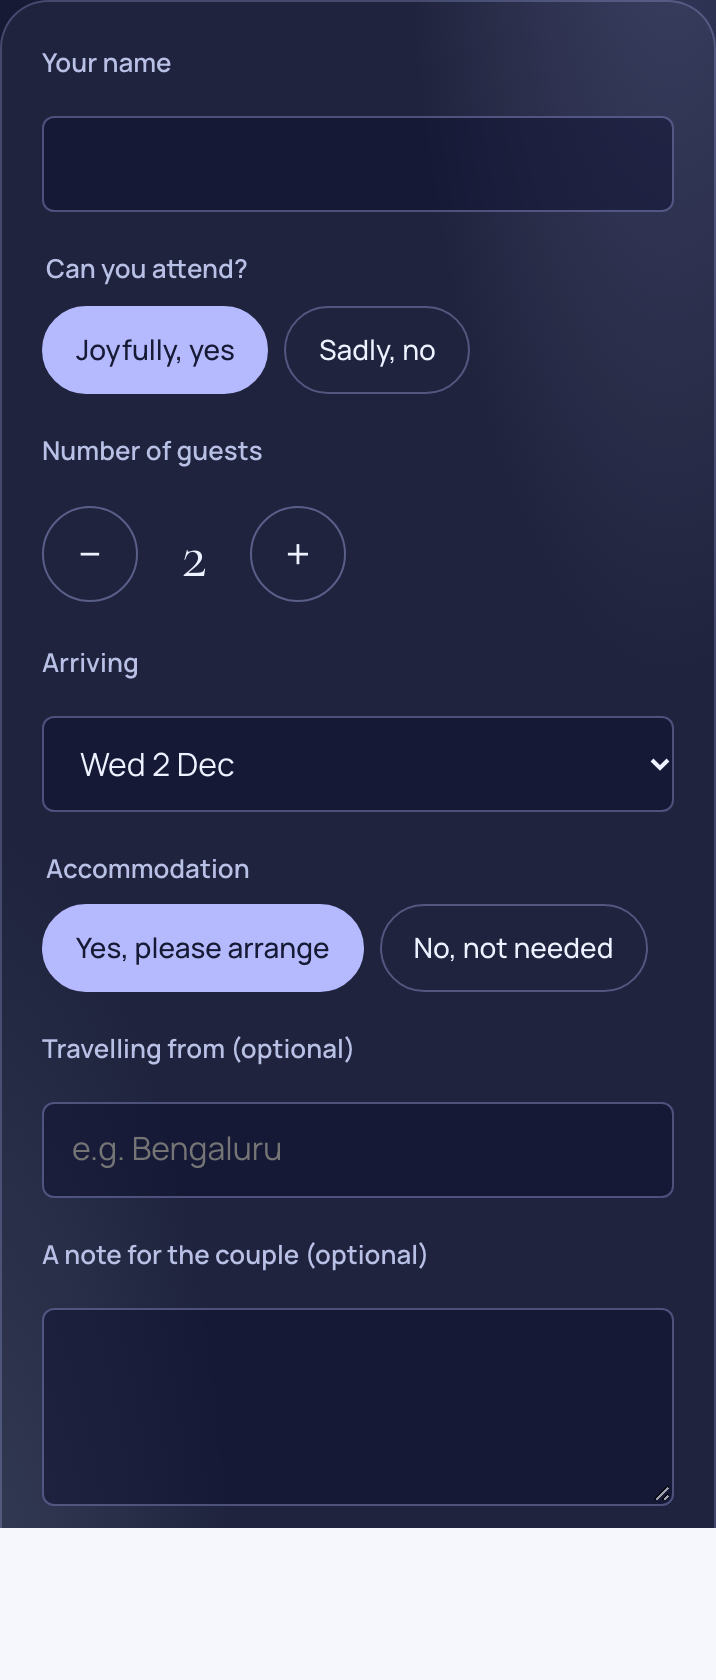 Your name
Can you attend?
Joyfully, yes Sadly, no
Number of guests
− 2 +
Arriving
Wed 2 Dec
Accommodation
Yes, please arrange No, not needed
Travelling from (optional)
e.g. Bengaluru
A note for the couple (optional)